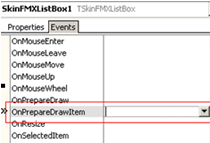 SkinFMXListBox1 TSkinFMXListBox
Properties Events
OnMouseEnter
OnMouseLeave
OnMouseMove
OnMouseUp
OnMouseWheel
OnPrepareDraw
OnPrepareDrawItem
OnResize
OnSelectedItem